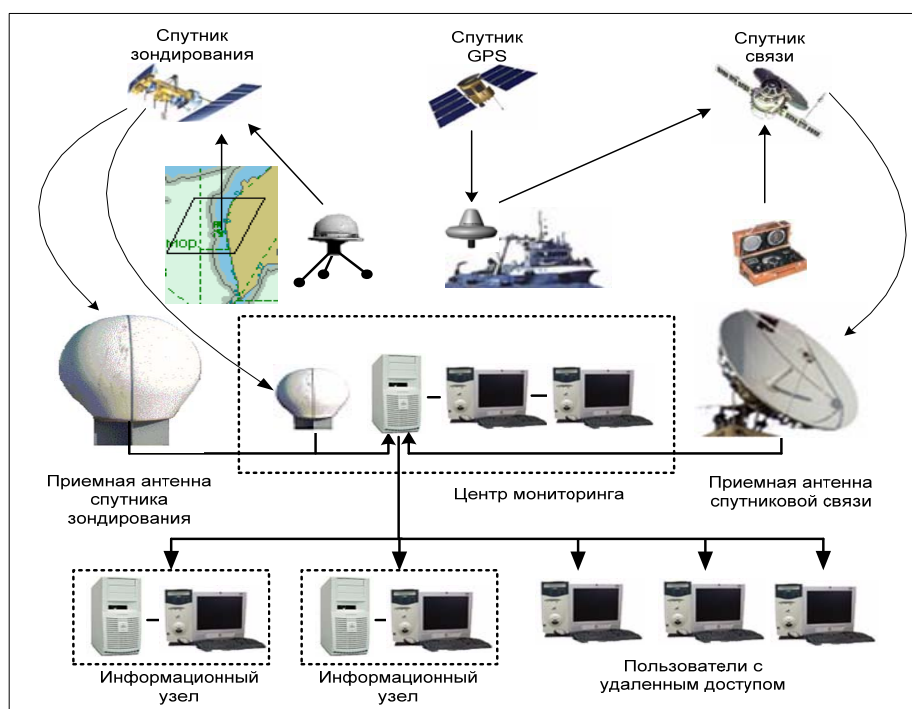 Спутник
зондирования
Спутник
GPS
Спутник
связи
мор.
Приемная антенна
спутника
зондирования
Центр мониторинга
Приемная антенна
спутниковой связи
Информационный
узел
Информационный
узел
Пользователи с
удаленным доступом